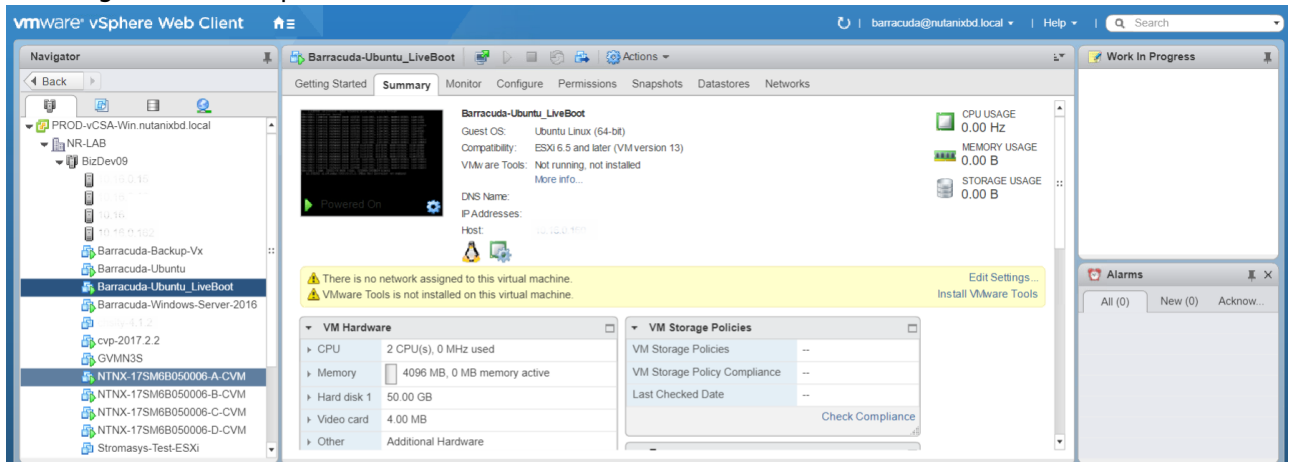 vmware® vSphere Web Client
barracuda@nutanixbd.local
Help
Search
Navigator
Back
PROD-vCSA-Win.nutanixbd.local
NR-LAB
BizDev09
Barracuda-Backup-Vx
Barracuda-Ubuntu
Barracuda-Ubuntu_LiveBoot
Barracuda-Windows-Server-2016
cvp-2017.2.2
GVMN3S
NTNX-17SM6B050006-A-CVM
NTNX-17SM6B050006-B-CVM
NTNX-17SM6B050006-C-CVM
NTNX-17SM6B050006-D-CVM
Stromasys-Test-ESXi
Barracuda-Ubuntu_LiveBoot
Actions
Getting Started Summary Monitor Configure Permissions Snapshots Datastores Networks
Powered On
Barracuda-Ubuntu_LiveBoot
Guest OS: Ubuntu Linux (64-bit)
Compatibility: ESXi 6.5 and later (VM version 13)
VMware Tools: Not running, not installed
More info...
DNS Name:
IP Addresses:
Host:
CPU USAGE
0.00 Hz
MEMORY USAGE
0.00 B
STORAGE USAGE
0.00 B
There is no network assigned to this virtual machine. Edit Settings...
VMware Tools is not installed on this virtual machine. Install VMware Tools
VM Hardware
CPU 2 CPU(s), 0 MHz used
Memory 4096 MB, 0 MB memory active
Hard disk 1 50.00 GB
Video card 4.00 MB
Other Additional Hardware
VM Storage Policies
VM Storage Policies --
VM Storage Policy Compliance --
Last Checked Date --
Check Compliance
Work In Progress
Alarms
All (0) New (0) Acknow...